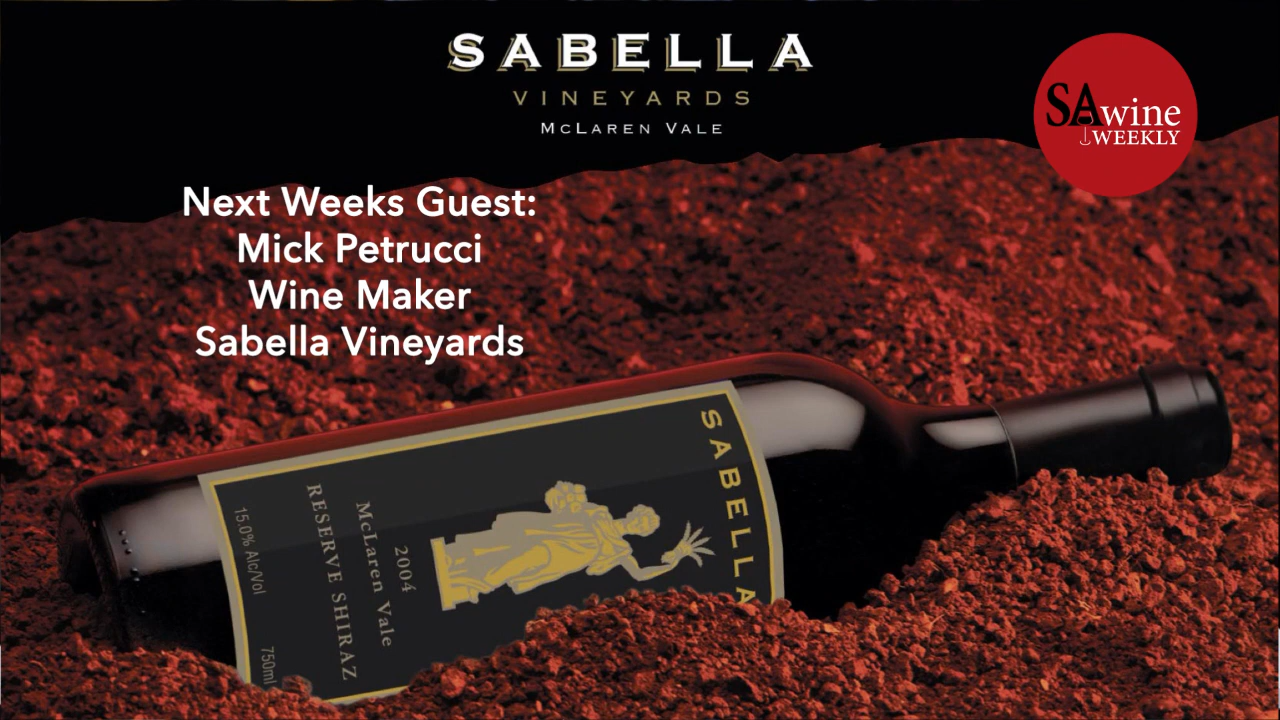 SABELLA
VINEYARDS
McLAREN VALE
SAwine
WEEKLY
Next Weeks Guest:
Mick Petrucci
Wine Maker
Sabella Vineyards
SABELLA
2004
McLaren Vale
RESERVE SHIRAZ
15.0% Alc/Vol
750ml